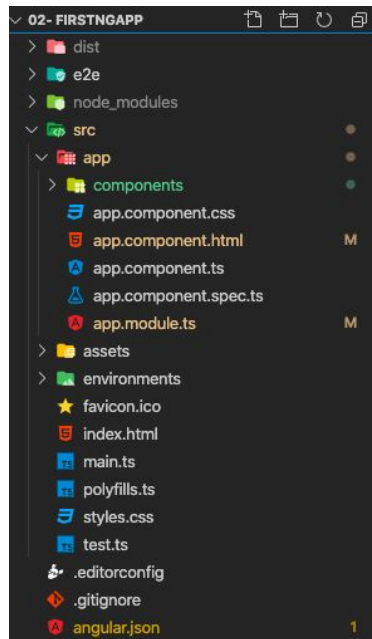 02- FIRSTNGAPP
dist
e2e
node_modules
src
app
components
app.component.css
app.component.html M
app.component.ts
app.component.spec.ts
app.module.ts M
assets
environments
favicon.ico
index.html
main.ts
polyfills.ts
styles.css
test.ts
.editorconfig
.gitignore
angular.json 1